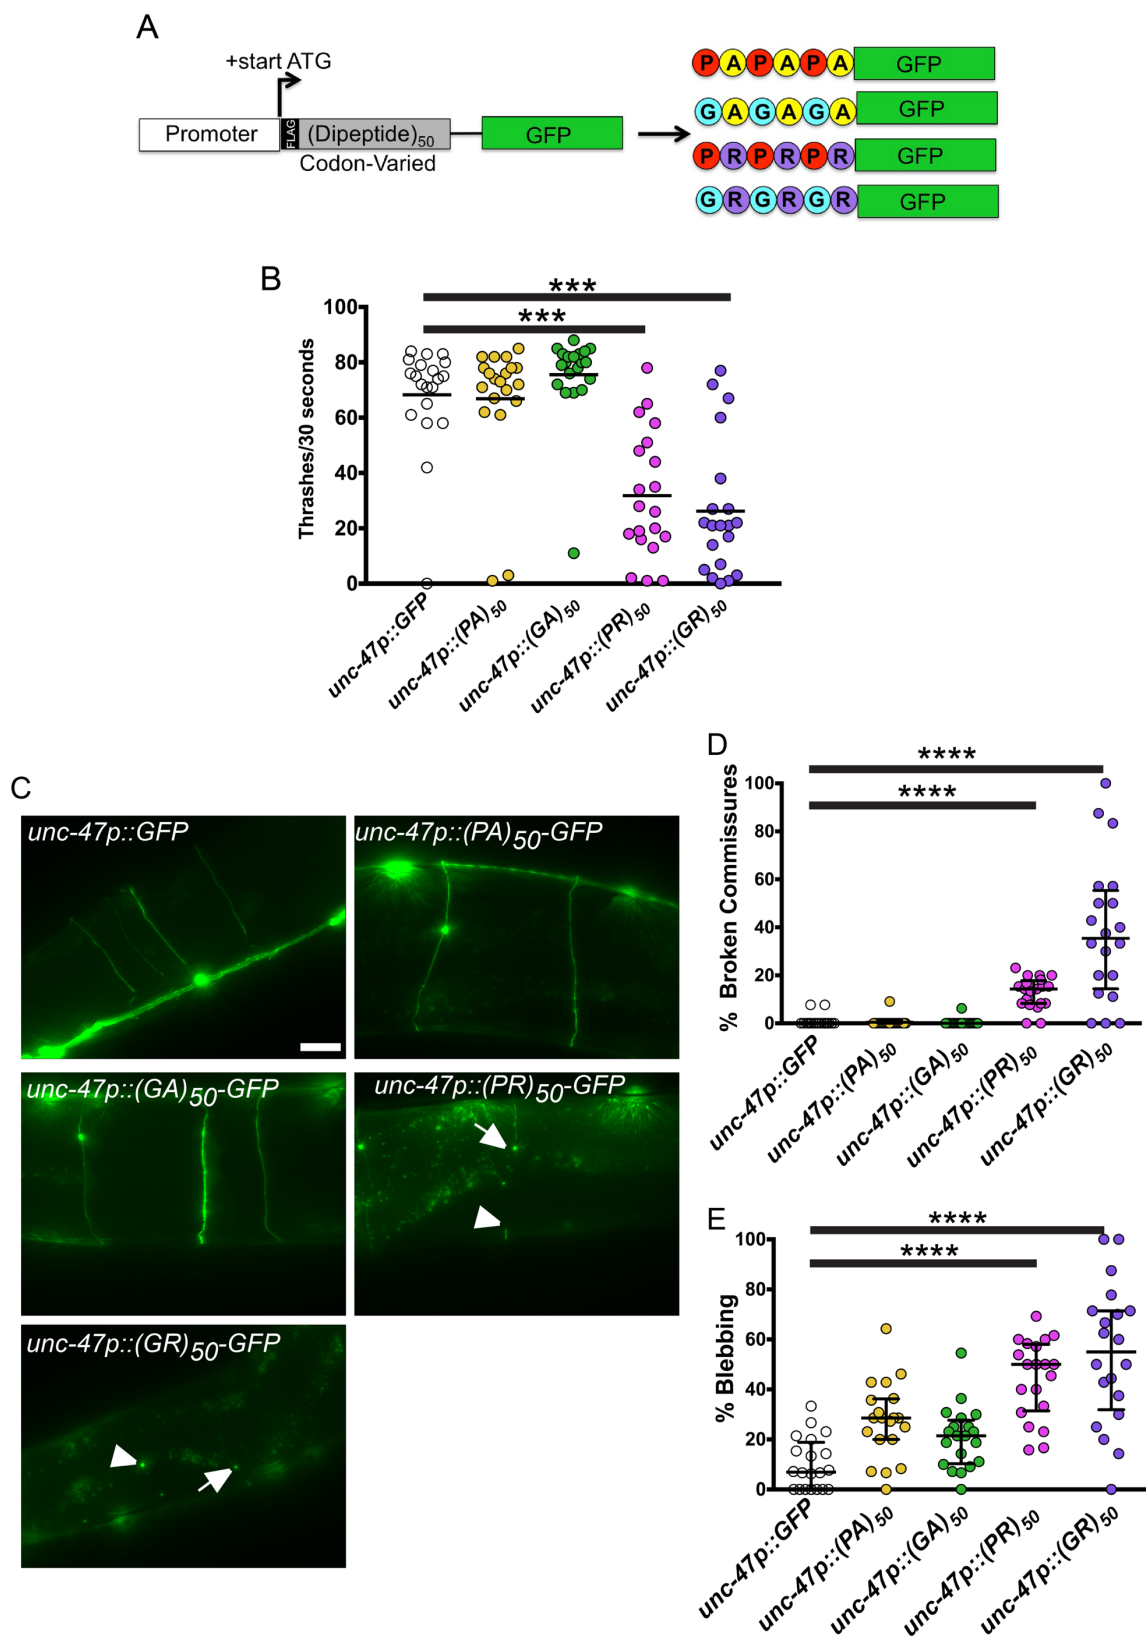 A
+start ATG
Promoter
FLAG
(Dipeptide)50
GFP
Codon-Varied
P A P A P A
GFP
G A G A G A
GFP
P R P R P R
GFP
G R G R G R
GFP
B
***
***
100
80
60
40
20
0
Thrashes/30 seconds
unc-47p::GFP
unc-47p::(PA)50
unc-47p::(GA)50
unc-47p::(PR)50
unc-47p::(GR)50
C
unc-47p::GFP
unc-47p::(PA)50-GFP
unc-47p::(GA)50-GFP
unc-47p::(PR)50-GFP
unc-47p::(GR)50-GFP
D
****
****
100
80
60
40
20
0
% Broken Commissures
unc-47p::GFP
unc-47p::(PA)50
unc-47p::(GA)50
unc-47p::(PR)50
unc-47p::(GR)50
E
****
****
100
80
60
40
20
0
% Blebbing
unc-47p::GFP
unc-47p::(PA)50
unc-47p::(GA)50
unc-47p::(PR)50
unc-47p::(GR)50